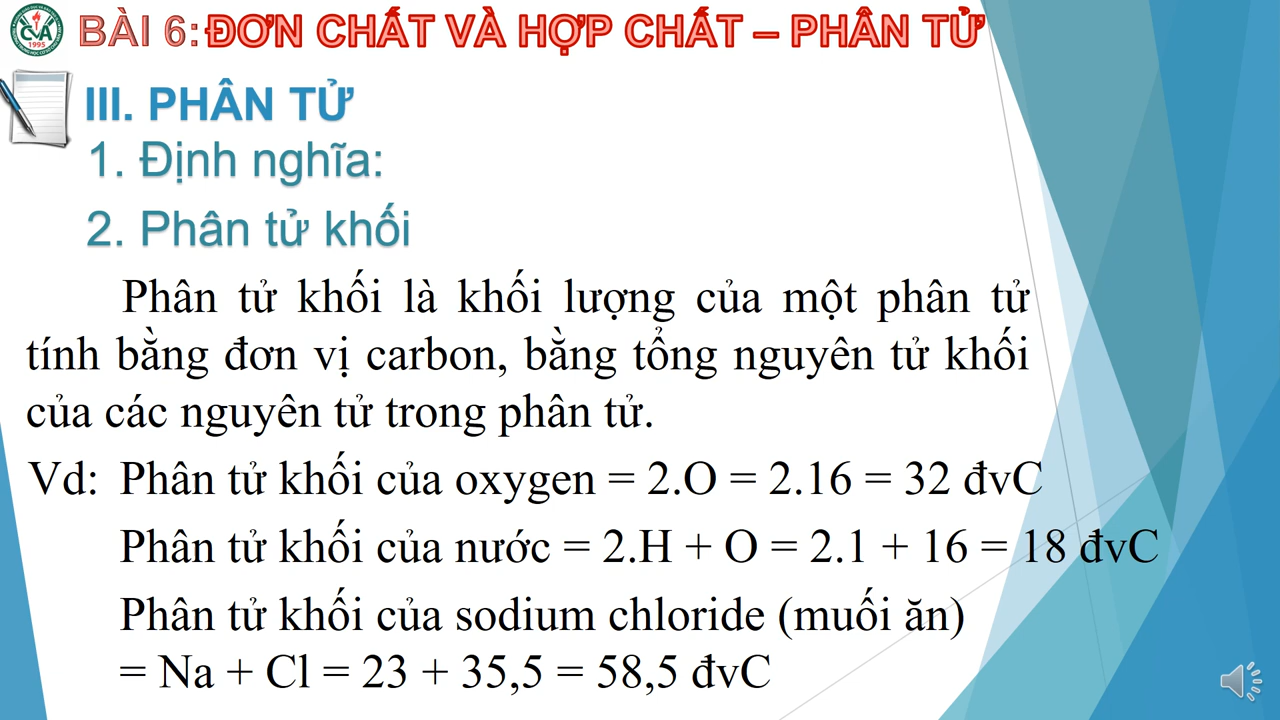 CVA
1995
BÀI 6: ĐƠN CHẤT VÀ HỢP CHẤT – PHÂN TỬ
III. PHÂN TỬ
1. Định nghĩa:
2. Phân tử khối
Phân tử khối là khối lượng của một phân tử
tính bằng đơn vị carbon, bằng tổng nguyên tử khối
của các nguyên tử trong phân tử.
Vd: Phân tử khối của oxygen = 2.O = 2.16 = 32 đvC
Phân tử khối của nước = 2.H + O = 2.1 + 16 = 18 đvC
Phân tử khối của sodium chloride (muối ăn)
= Na + Cl = 23 + 35,5 = 58,5 đvC